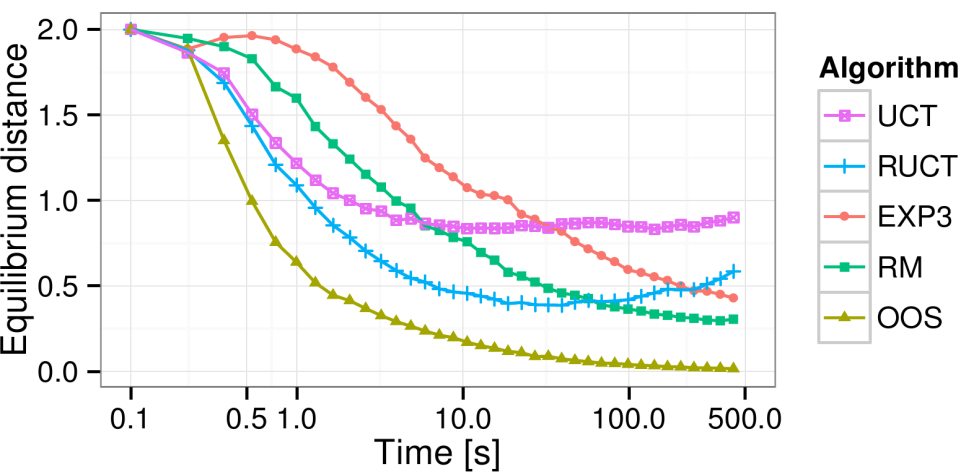 Equilibrium distance
2.0
1.5
1.0
0.5
0.0
0.1
0.5
1.0
10.0
100.0
500.0
Time [s]
Algorithm
UCT
RUCT
EXP3
RM
OOS